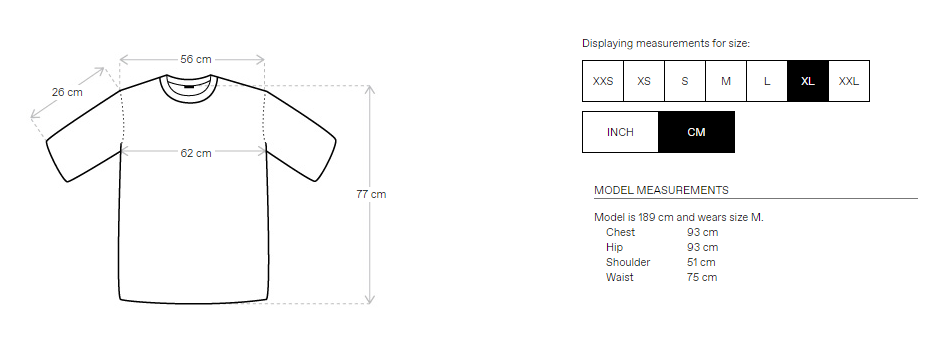 56 cm
26 cm
62 cm
77 cm
Displaying measurements for size:
XXS XS S M L XL XXL
INCH CM
MODEL MEASUREMENTS
Model is 189 cm and wears size M.
Chest 93 cm
Hip 93 cm
Shoulder 51 cm
Waist 75 cm